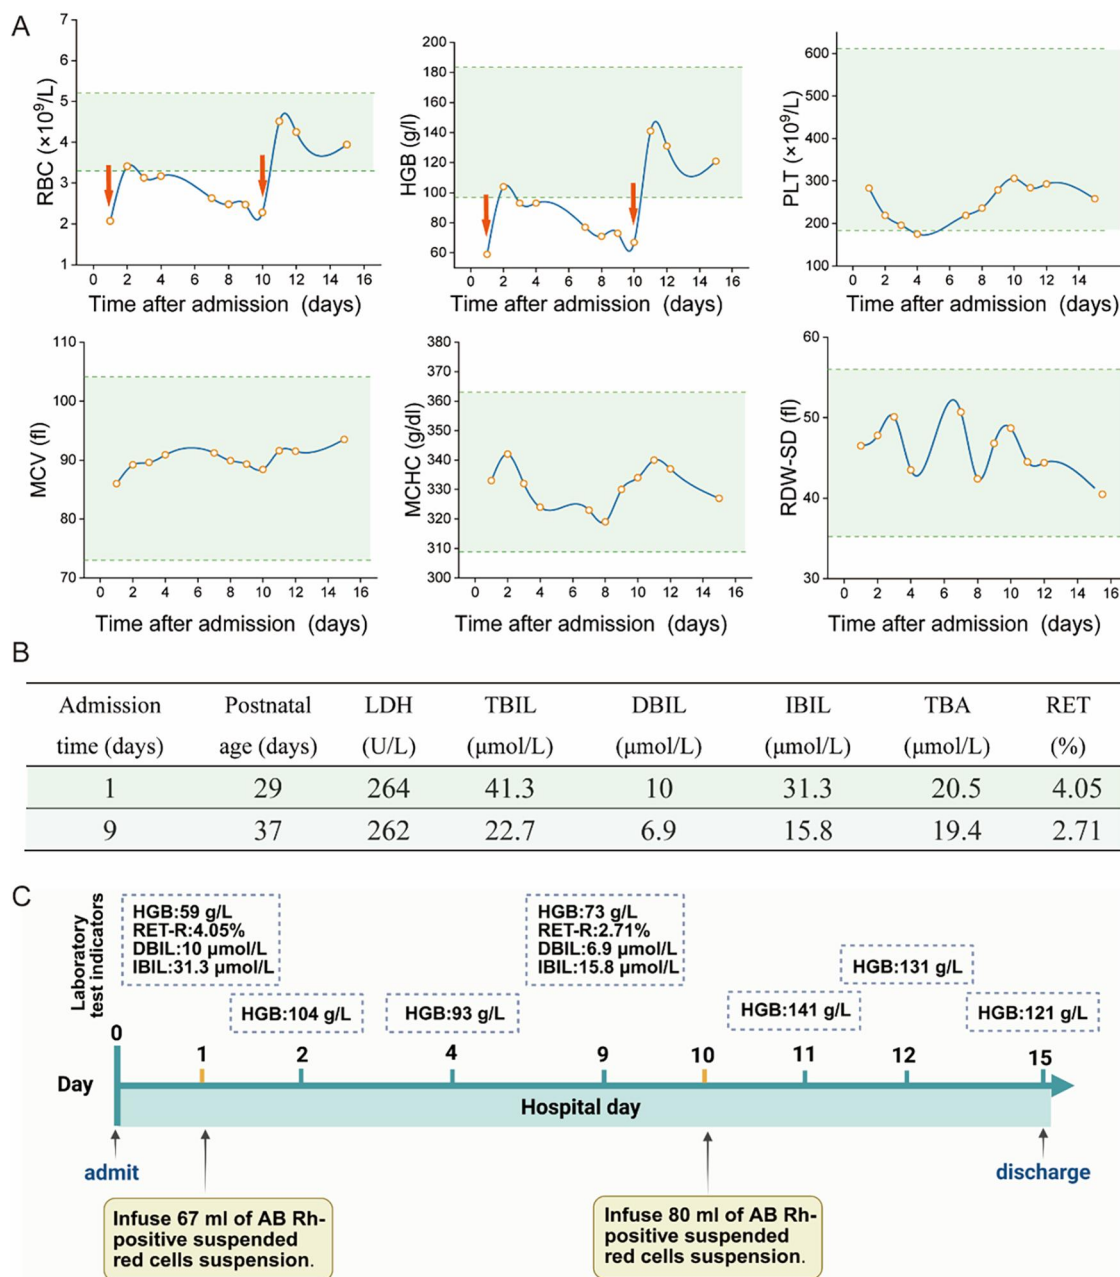 A
RBC (×10⁹/L)
7
6
5
4
3
2
1
0 2 4 6 8 10 12 14 16
Time after admission (days)
HGB (g/l)
200
180
160
140
120
100
80
60
0 2 4 6 8 10 12 14 16
Time after admission (days)
PLT (×10⁹/L)
600
500
400
300
200
100
0 2 4 6 8 10 12 14
Time after admission (days)
MCV (fl)
110
100
90
80
70
0 2 4 6 8 10 12 14 16
Time after admission (days)
MCHC (g/dl)
380
370
360
350
340
330
320
310
300
0 2 4 6 8 10 12 14 16
Time after admission (days)
RDW-SD (fl)
60
50
40
30
0 2 4 6 8 10 12 14 16
Time after admission (days)
B
Admission Postnatal LDH TBIL DBIL IBIL TBA RET
time (days) age (days) (U/L) (μmol/L) (μmol/L) (μmol/L) (μmol/L) (%)
1 29 264 41.3 10 31.3 20.5 4.05
9 37 262 22.7 6.9 15.8 19.4 2.71
C
Laboratory
test indicators
HGB:59 g/L
RET-R:4.05%
DBIL:10 μmol/L
IBIL:31.3 μmol/L
HGB:104 g/L
HGB:93 g/L
HGB:73 g/L
RET-R:2.71%
DBIL:6.9 μmol/L
IBIL:15.8 μmol/L
HGB:141 g/L
HGB:131 g/L
HGB:121 g/L
0 1 2 4 9 10 11 12 15
Day
Hospital day
admit
discharge
Infuse 67 ml of AB Rh-
positive suspended
red cells suspension.
Infuse 80 ml of AB Rh-
positive suspended
red cells suspension.